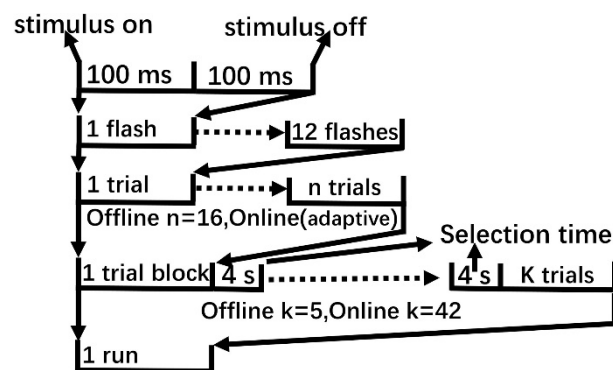 stimulus on
stimulus off
100 ms 100 ms
1 flash 12 flashes
1 trial n trials
Offline n=16,Online(adaptive)
Selection time
1 trial block 4 s 4 s K trials
Offline k=5,Online k=42
1 run